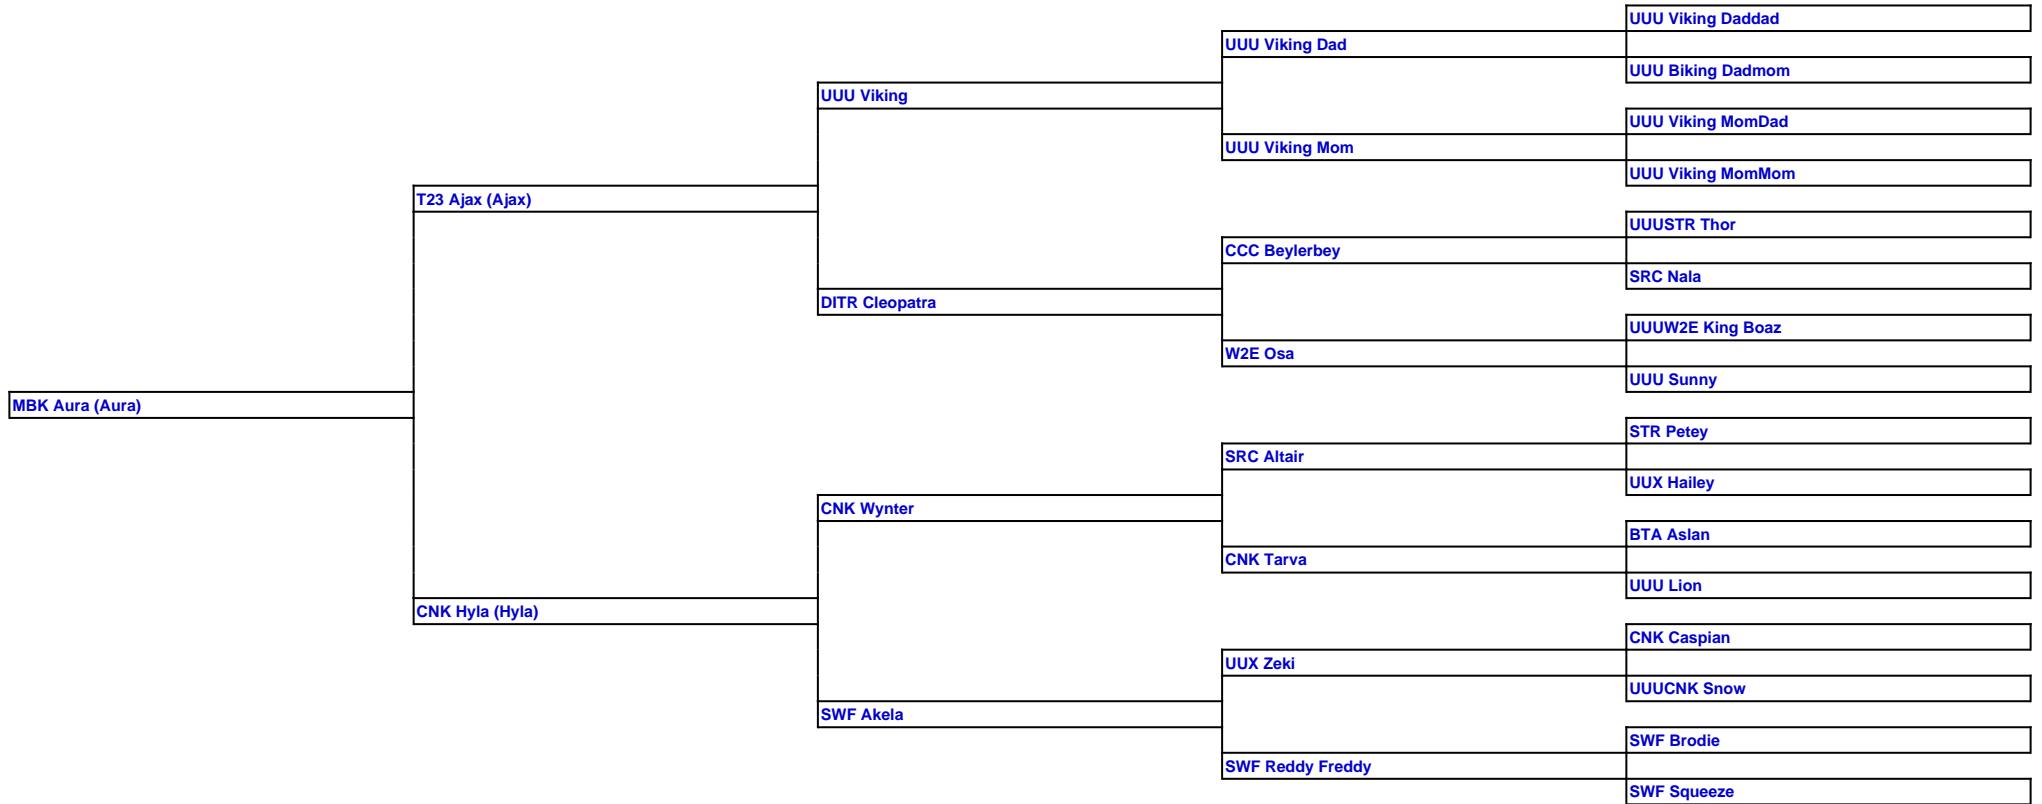 UUU Viking Daddad
UUU Viking Dad
UUU Biking Dadmom
UUU Viking
UUU Viking MomDad
UUU Viking Mom
UUU Viking MomMom
T23 Ajax (Ajax)
UUUSTR Thor
CCC Beylerbey
SRC Nala
DITR Cleopatra
UUUW2E King Boaz
W2E Osa
UUU Sunny
MBK Aura (Aura)
STR Petey
SRC Altair
UUX Hailey
CNK Wynter
BTA Aslan
CNK Tarva
UUU Lion
CNK Hyla (Hyla)
CNK Caspian
UUX Zeki
UUUCNK Snow
SWF Akela
SWF Brodie
SWF Reddy Freddy
SWF Squeeze